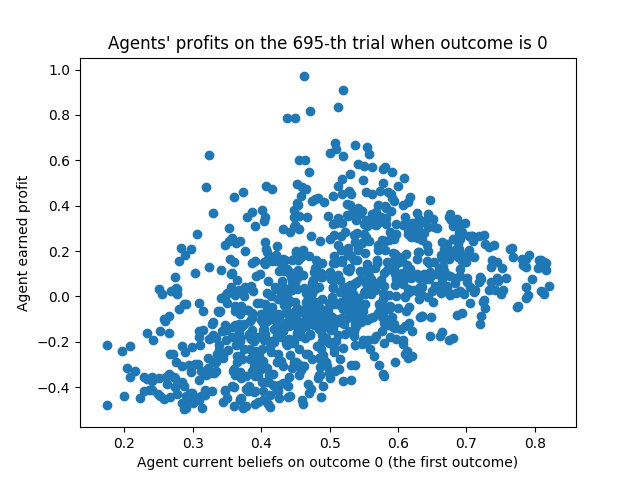 Agents' profits on the 695-th trial when outcome is 0
1.0
0.8
0.6
0.4
0.2
0.0
−0.2
−0.4
Agent earned profit
0.2 0.3 0.4 0.5 0.6 0.7 0.8
Agent current beliefs on outcome 0 (the first outcome)